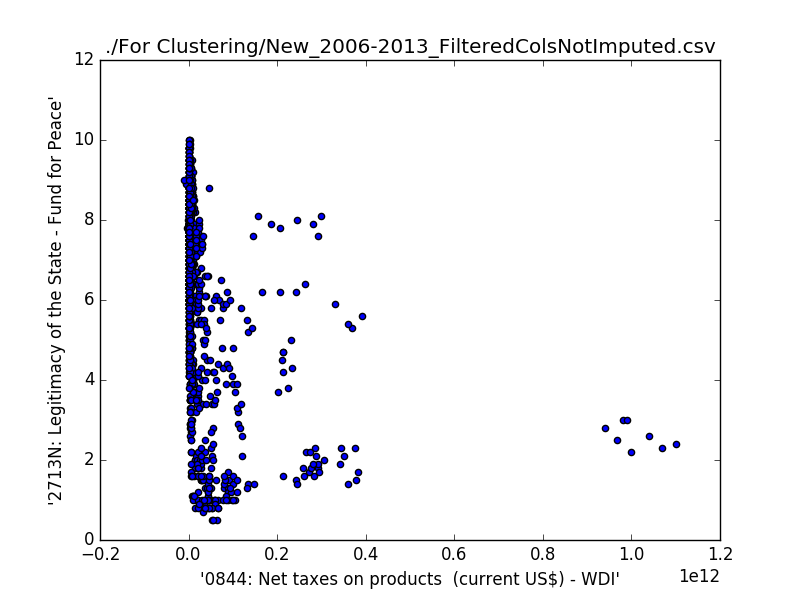 ./For Clustering/New_2006-2013_FilteredColsNotImputed.csv
12
10
8
6
4
2
0
'2713N: Legitimacy of the State - Fund for Peace'
−0.2 0.0 0.2 0.4 0.6 0.8 1.0 1.2
1e12
'0844: Net taxes on products  (current US$) - WDI'